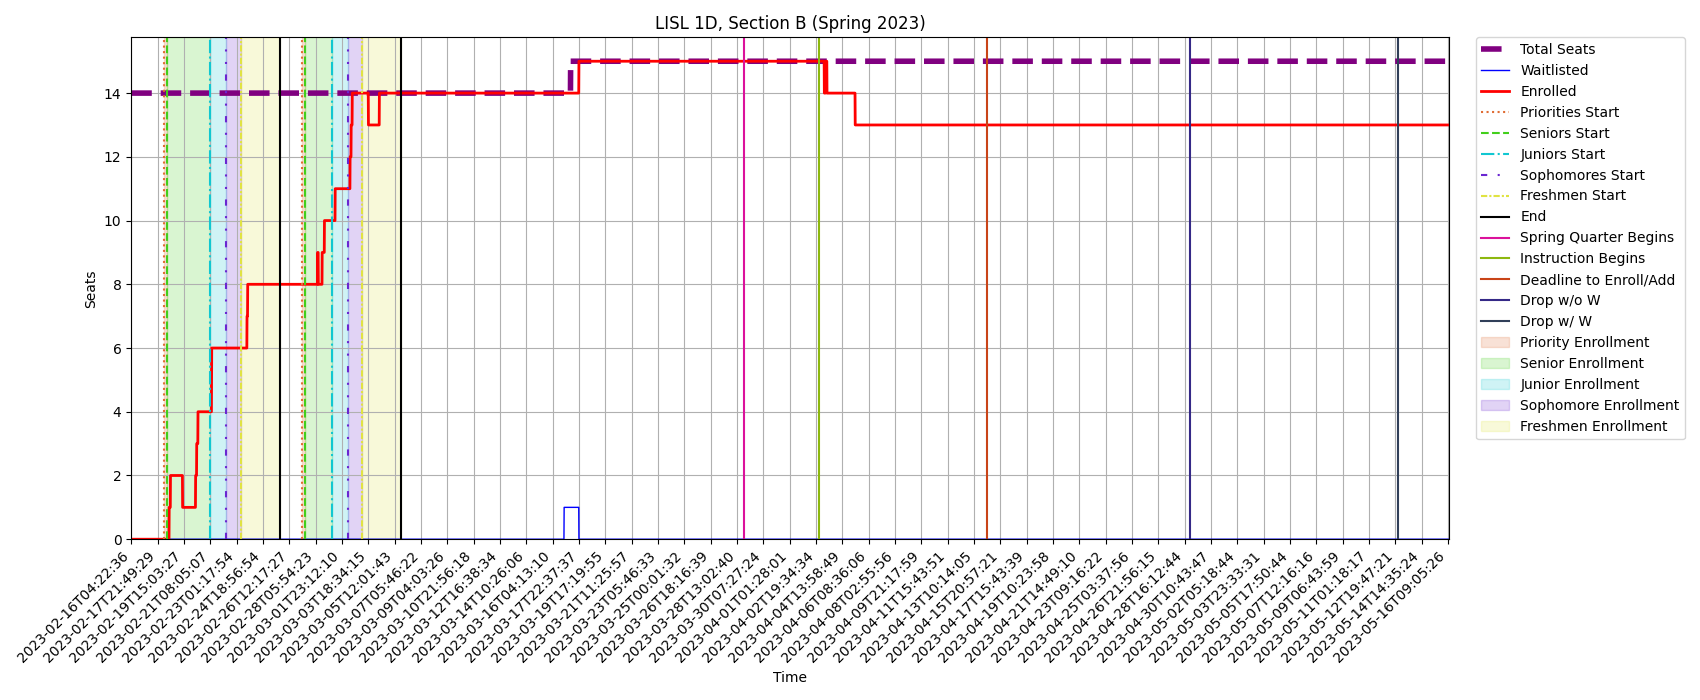 LISL 1D, Section B (Spring 2023)
Seats
14
12
10
8
6
4
2
0
2023-02-16T04:22:36
2023-02-17T21:49:29
2023-02-19T15:03:27
2023-02-21T08:05:07
2023-02-23T01:17:54
2023-02-24T18:56:54
2023-02-26T12:17:27
2023-02-28T05:54:23
2023-03-01T23:12:10
2023-03-03T18:34:15
2023-03-05T12:01:43
2023-03-07T05:46:22
2023-03-09T04:03:26
2023-03-12T21:56:18
2023-03-12T16:38:34
2023-03-14T10:26:06
2023-03-16T04:13:10
2023-03-17T22:37:37
2023-03-19T17:19:55
2023-03-21T11:25:57
2023-03-23T05:46:33
2023-03-25T00:01:32
2023-03-26T18:16:39
2023-03-28T13:02:40
2023-03-30T07:27:24
2023-04-01T01:28:01
2023-04-02T19:34:34
2023-04-04T13:58:49
2023-04-06T08:36:06
2023-04-08T02:55:56
2023-04-09T21:17:59
2023-04-11T15:43:51
2023-04-13T10:14:05
2023-04-15T20:57:21
2023-04-17T15:43:39
2023-04-19T10:23:58
2023-04-21T14:49:10
2023-04-23T09:16:22
2023-04-25T03:37:56
2023-04-26T21:56:15
2023-04-28T16:12:44
2023-04-30T10:43:47
2023-05-02T05:18:44
2023-05-03T23:33:31
2023-05-05T17:50:44
2023-05-07T12:16:16
2023-05-09T06:43:59
2023-05-11T01:18:17
2023-05-12T19:47:21
2023-05-14T14:35:24
2023-05-16T09:05:26
Time
Total Seats
Waitlisted
Enrolled
Priorities Start
Seniors Start
Juniors Start
Sophomores Start
Freshmen Start
End
Spring Quarter Begins
Instruction Begins
Deadline to Enroll/Add
Drop w/o W
Drop w/ W
Priority Enrollment
Senior Enrollment
Junior Enrollment
Sophomore Enrollment
Freshmen Enrollment